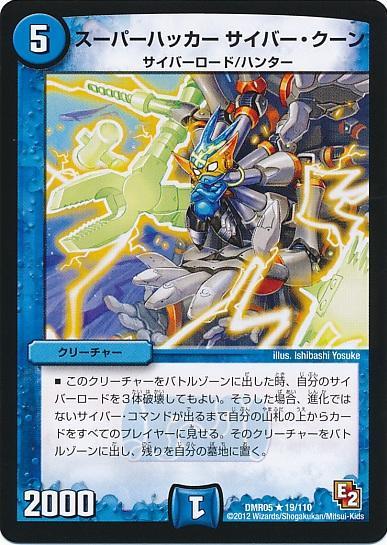 5
スーパーハッカー サイバー・クーン
サイバーロード/ハンター
クリーチャー
illus. Ishibashi Yosuke
■ このクリーチャーをバトルゾーンに出した時、自分のサイ
バーロードを3体破壊してもよい。そうした場合、進化では
ないサイバー・コマンドが出るまで自分の山札の上からカー
ドをすべてのプレイヤーに見せる。そのクリーチャーをバト
ルゾーンに出し、残りを自分の墓地に置く。
2000
1
DMR05 ★ 19/110
©2012 Wizards/Shogakukan/Mitsui-Kids
E2